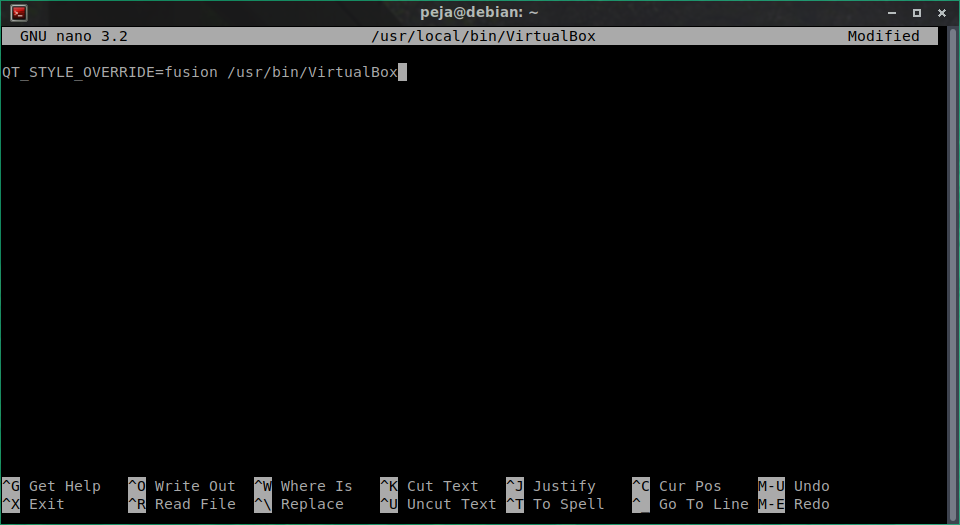 peja@debian: ~
GNU nano 3.2 /usr/local/bin/VirtualBox Modified
QT_STYLE_OVERRIDE=fusion /usr/bin/VirtualBox
^G Get Help ^O Write Out ^W Where Is ^K Cut Text ^J Justify ^C Cur Pos M-U Undo
^X Exit ^R Read File ^\ Replace ^U Uncut Text ^T To Spell ^_ Go To Line M-E Redo